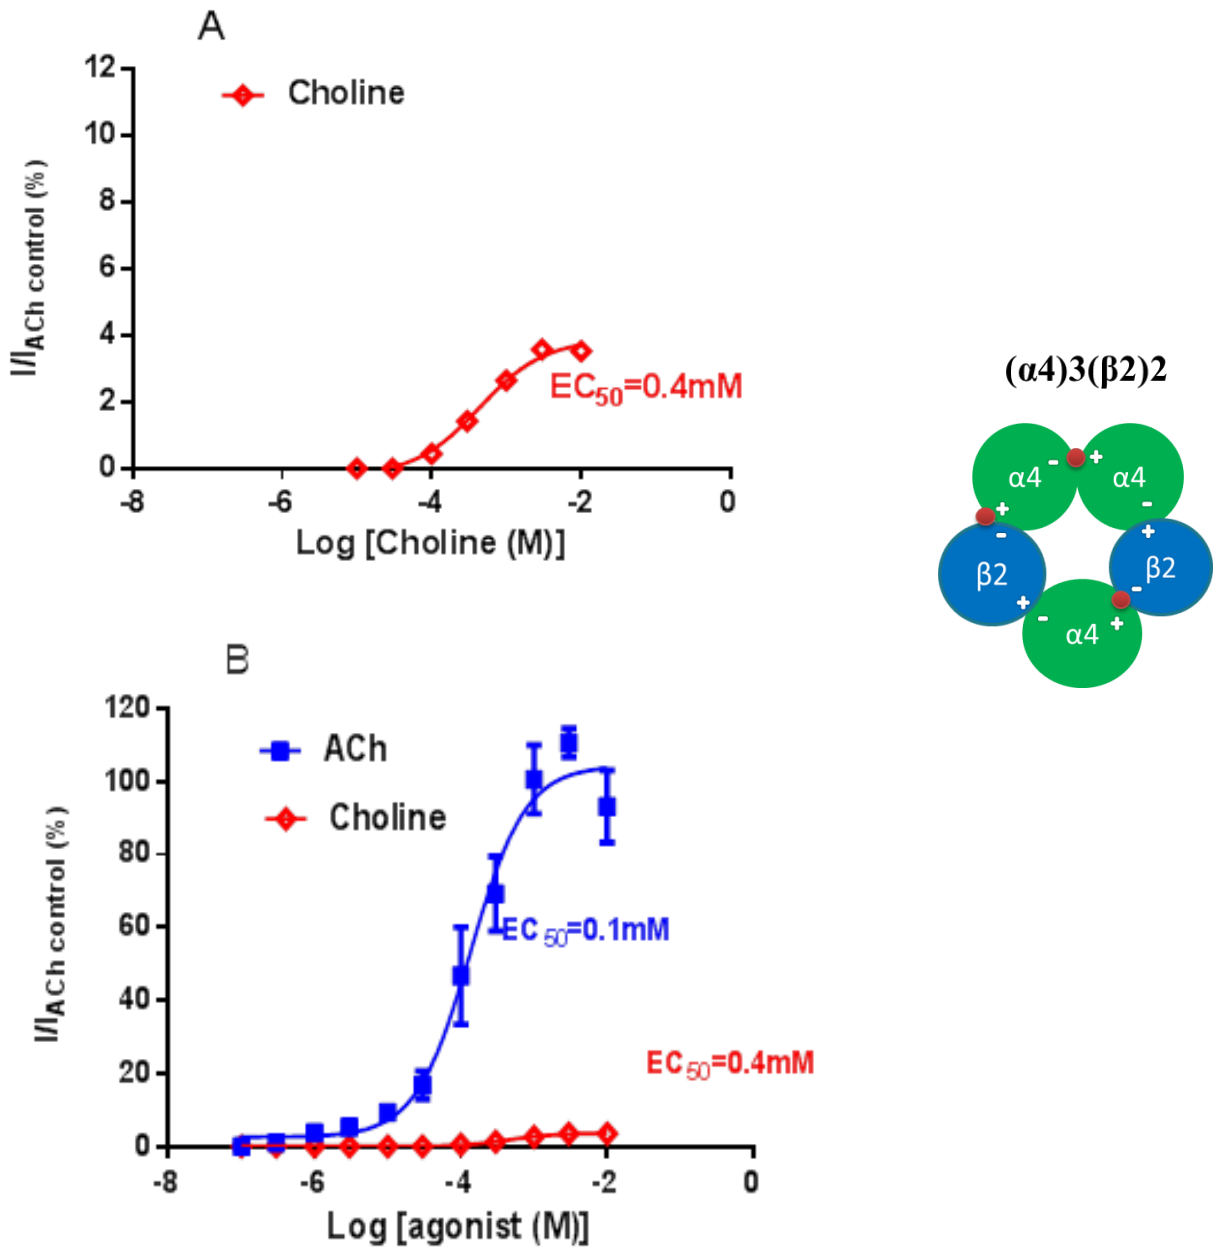 A
12
10
8
6
4
2
0
I/I_ACh control (%)
Choline
EC₅₀=0.4mM
-8 -6 -4 -2 0
Log [Choline (M)]
(α4)3(β2)2
α4 - + α4
+ -
- +
β2 β2
+ -
- +
α4
B
120
100
80
60
40
20
0
I/I_ACh control (%)
ACh
Choline
EC₅₀=0.1mM
EC₅₀=0.4mM
-8 -6 -4 -2 0
Log [agonist (M)]